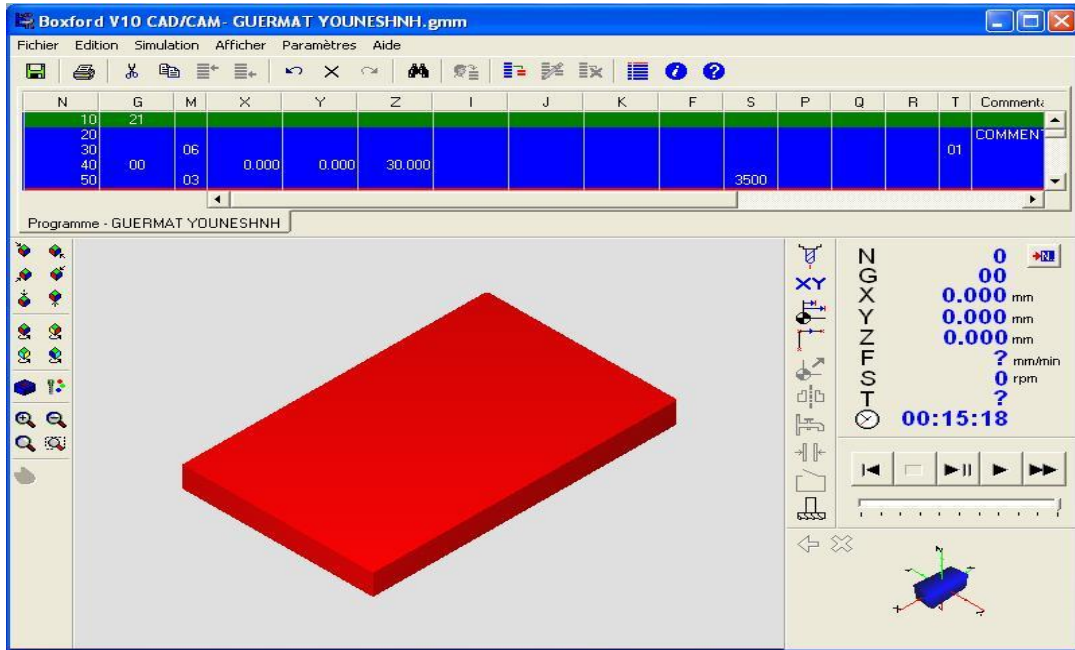 Boxford V10 CAD/CAM- GUERMAT YOUNESHNH.gmm
Fichier Edition Simulation Afficher Paramètres Aide
N G M X Y Z I J K F S P Q R T Commenta
10 21
20 COMMENT
30 06 01
40 00 0.000 0.000 30.000
50 03 3500
Programme - GUERMAT YOUNESHNH
N 0
G 00
XY
X 0.000 mm
Y 0.000 mm
Z 0.000 mm
F ? mm/min
S 0 rpm
T ?
00:15:18